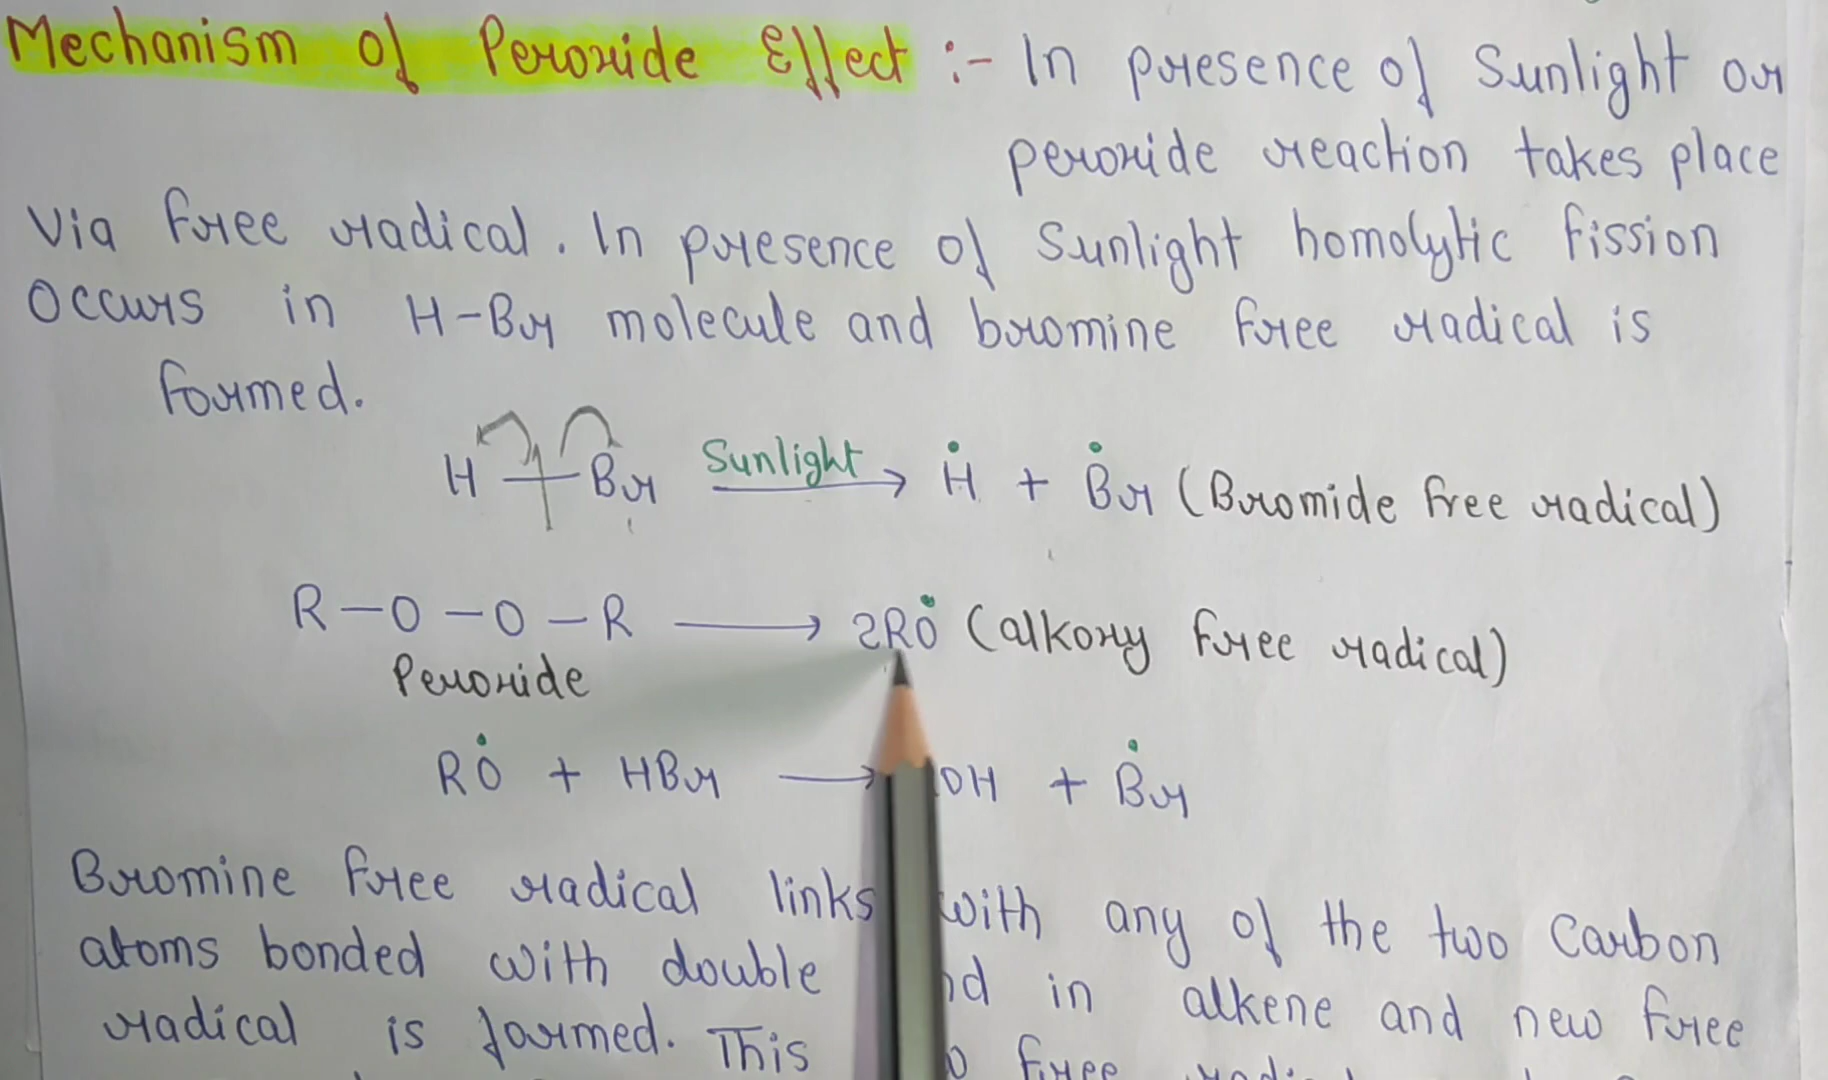 Mechanism of Peroxide Effect :- In presence of Sunlight or
peroxide reaction takes place
Via free radical. In presence of Sunlight homolytic fission
Occurs in H-Br molecule and bromine free radical is
formed.
H—Br Sunlight→ Ḣ + Ḃr (Bromide free radical)
R—O—O—R ⟶ 2RȮ (alkoxy free radical)
Peroxide
RȮ + HBr ⟶ OH + Ḃr
Bromine free radical links with any of the two Carbon
atoms bonded with double in alkene and new free
radical is formed. This free